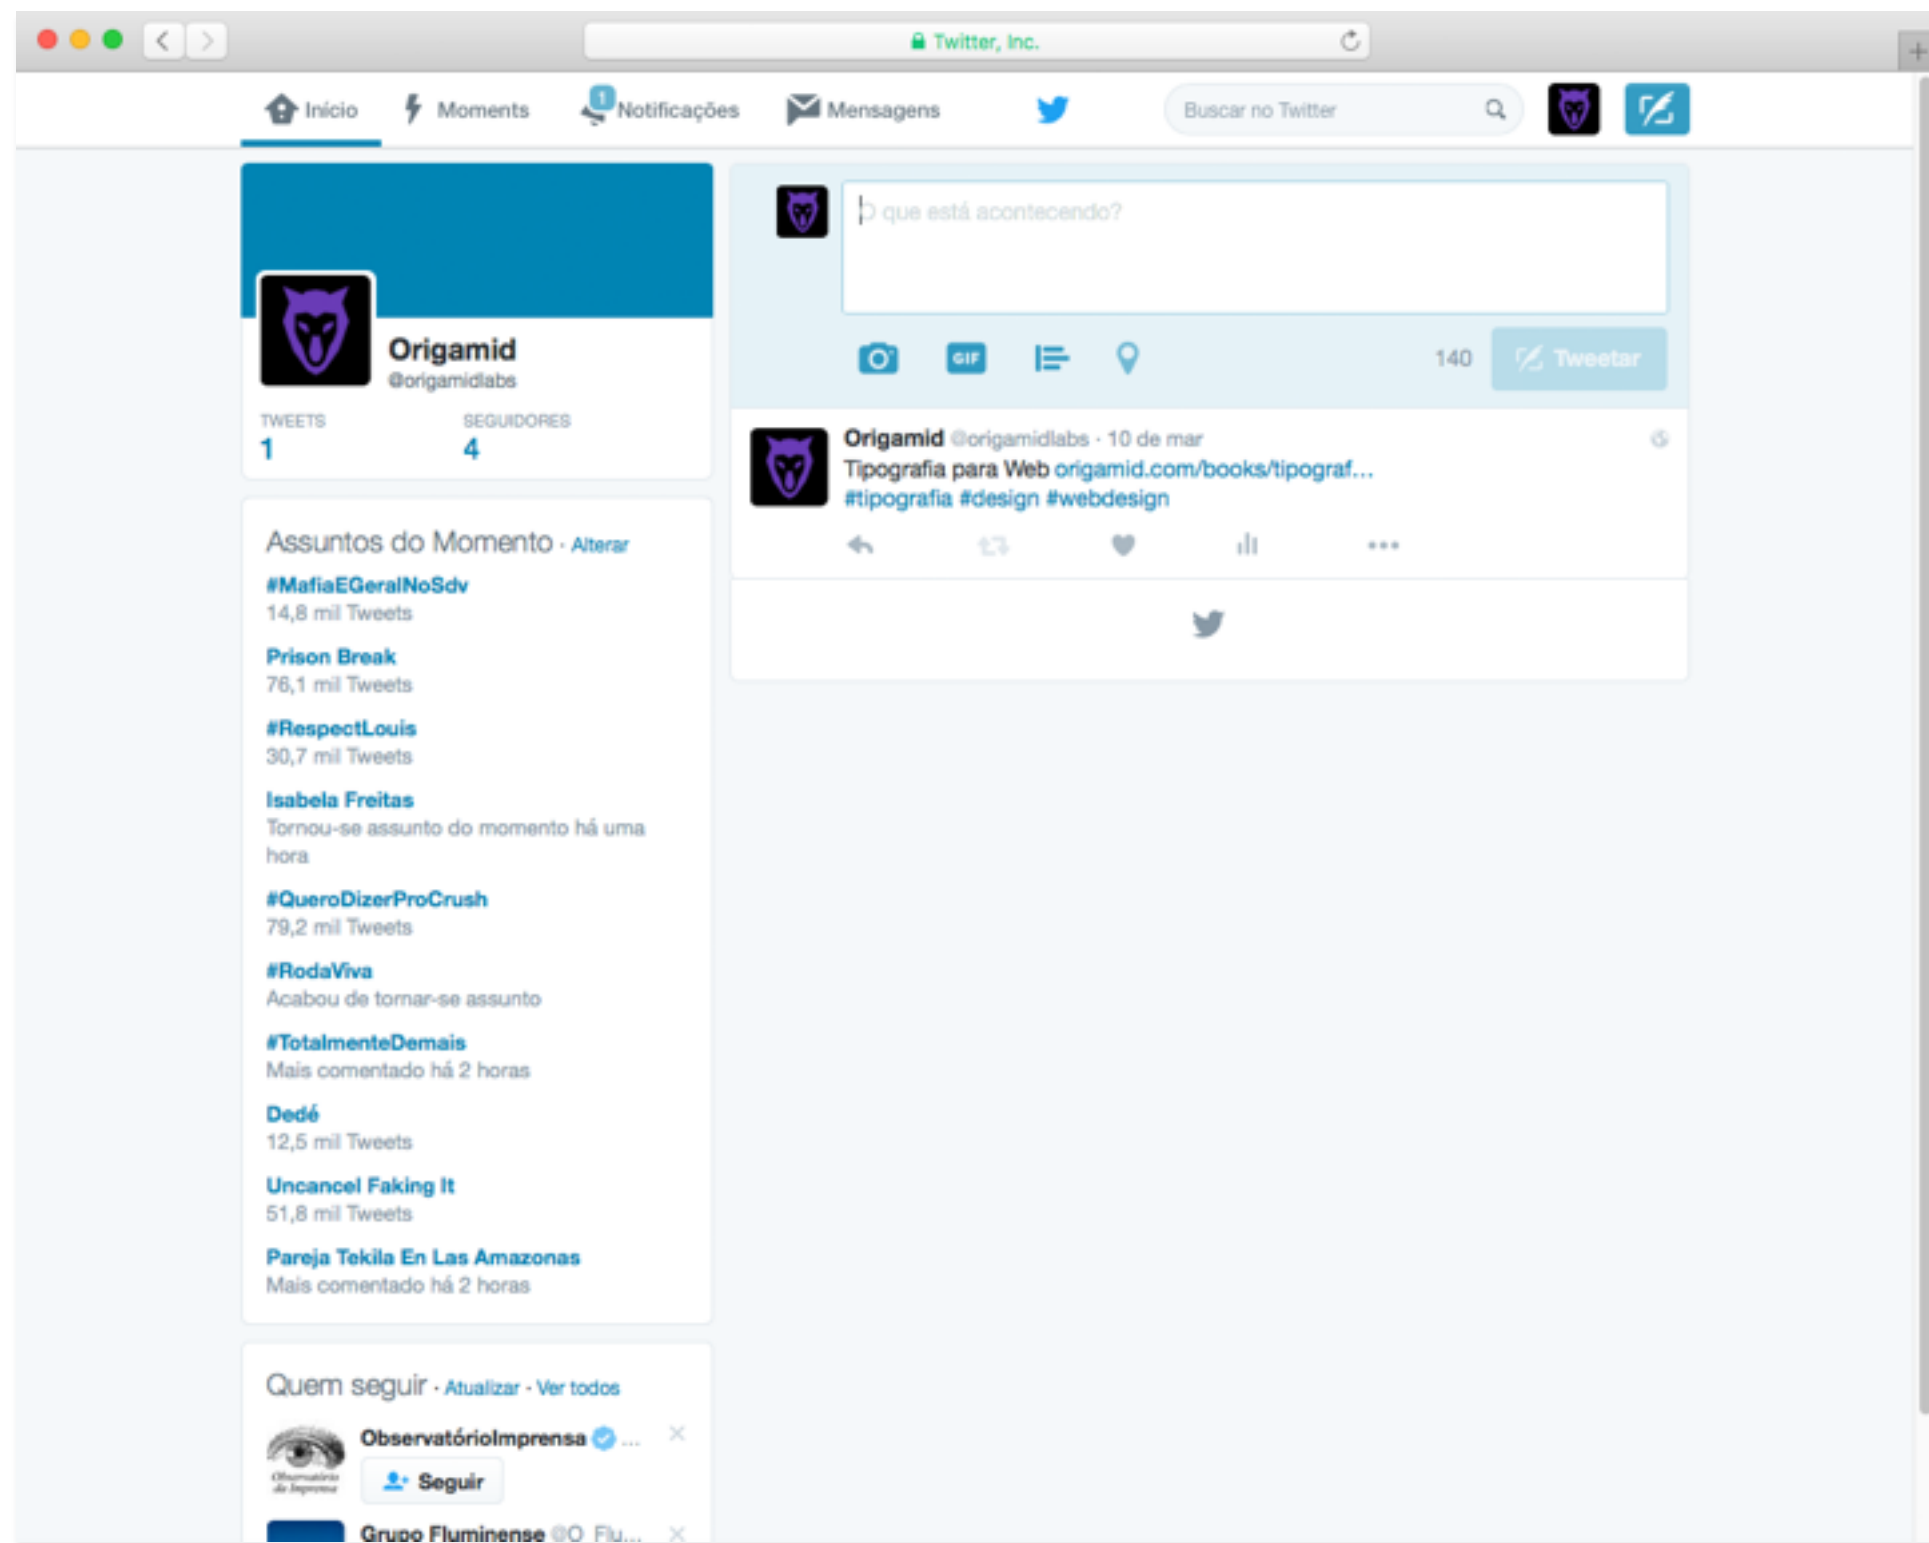 Twitter, Inc.
Início
Moments
1
Notificações
Mensagens
Buscar no Twitter
Origamid
@origamidlabs
TWEETS SEGUIDORES
1 4
Assuntos do Momento · Alterar
#MafiaEGeralNoSdv
14,8 mil Tweets
Prison Break
76,1 mil Tweets
#RespectLouis
30,7 mil Tweets
Isabela Freitas
Tornou-se assunto do momento há uma
hora
#QueroDizerProCrush
79,2 mil Tweets
#RodaViva
Acabou de tornar-se assunto
#TotalmenteDemais
Mais comentado há 2 horas
Dedé
12,5 mil Tweets
Uncancel Faking It
51,8 mil Tweets
Pareja Tekila En Las Amazonas
Mais comentado há 2 horas
Quem seguir · Atualizar · Ver todos
ObservatórioImprensa ...
Observatório
da Imprensa
Seguir
Grupo Fluminense @O_Flu...
O que está acontecendo?
GIF
140
Tweetar
Origamid @origamidlabs · 10 de mar
Tipografia para Web origamid.com/books/tipograf...
#tipografia #design #webdesign